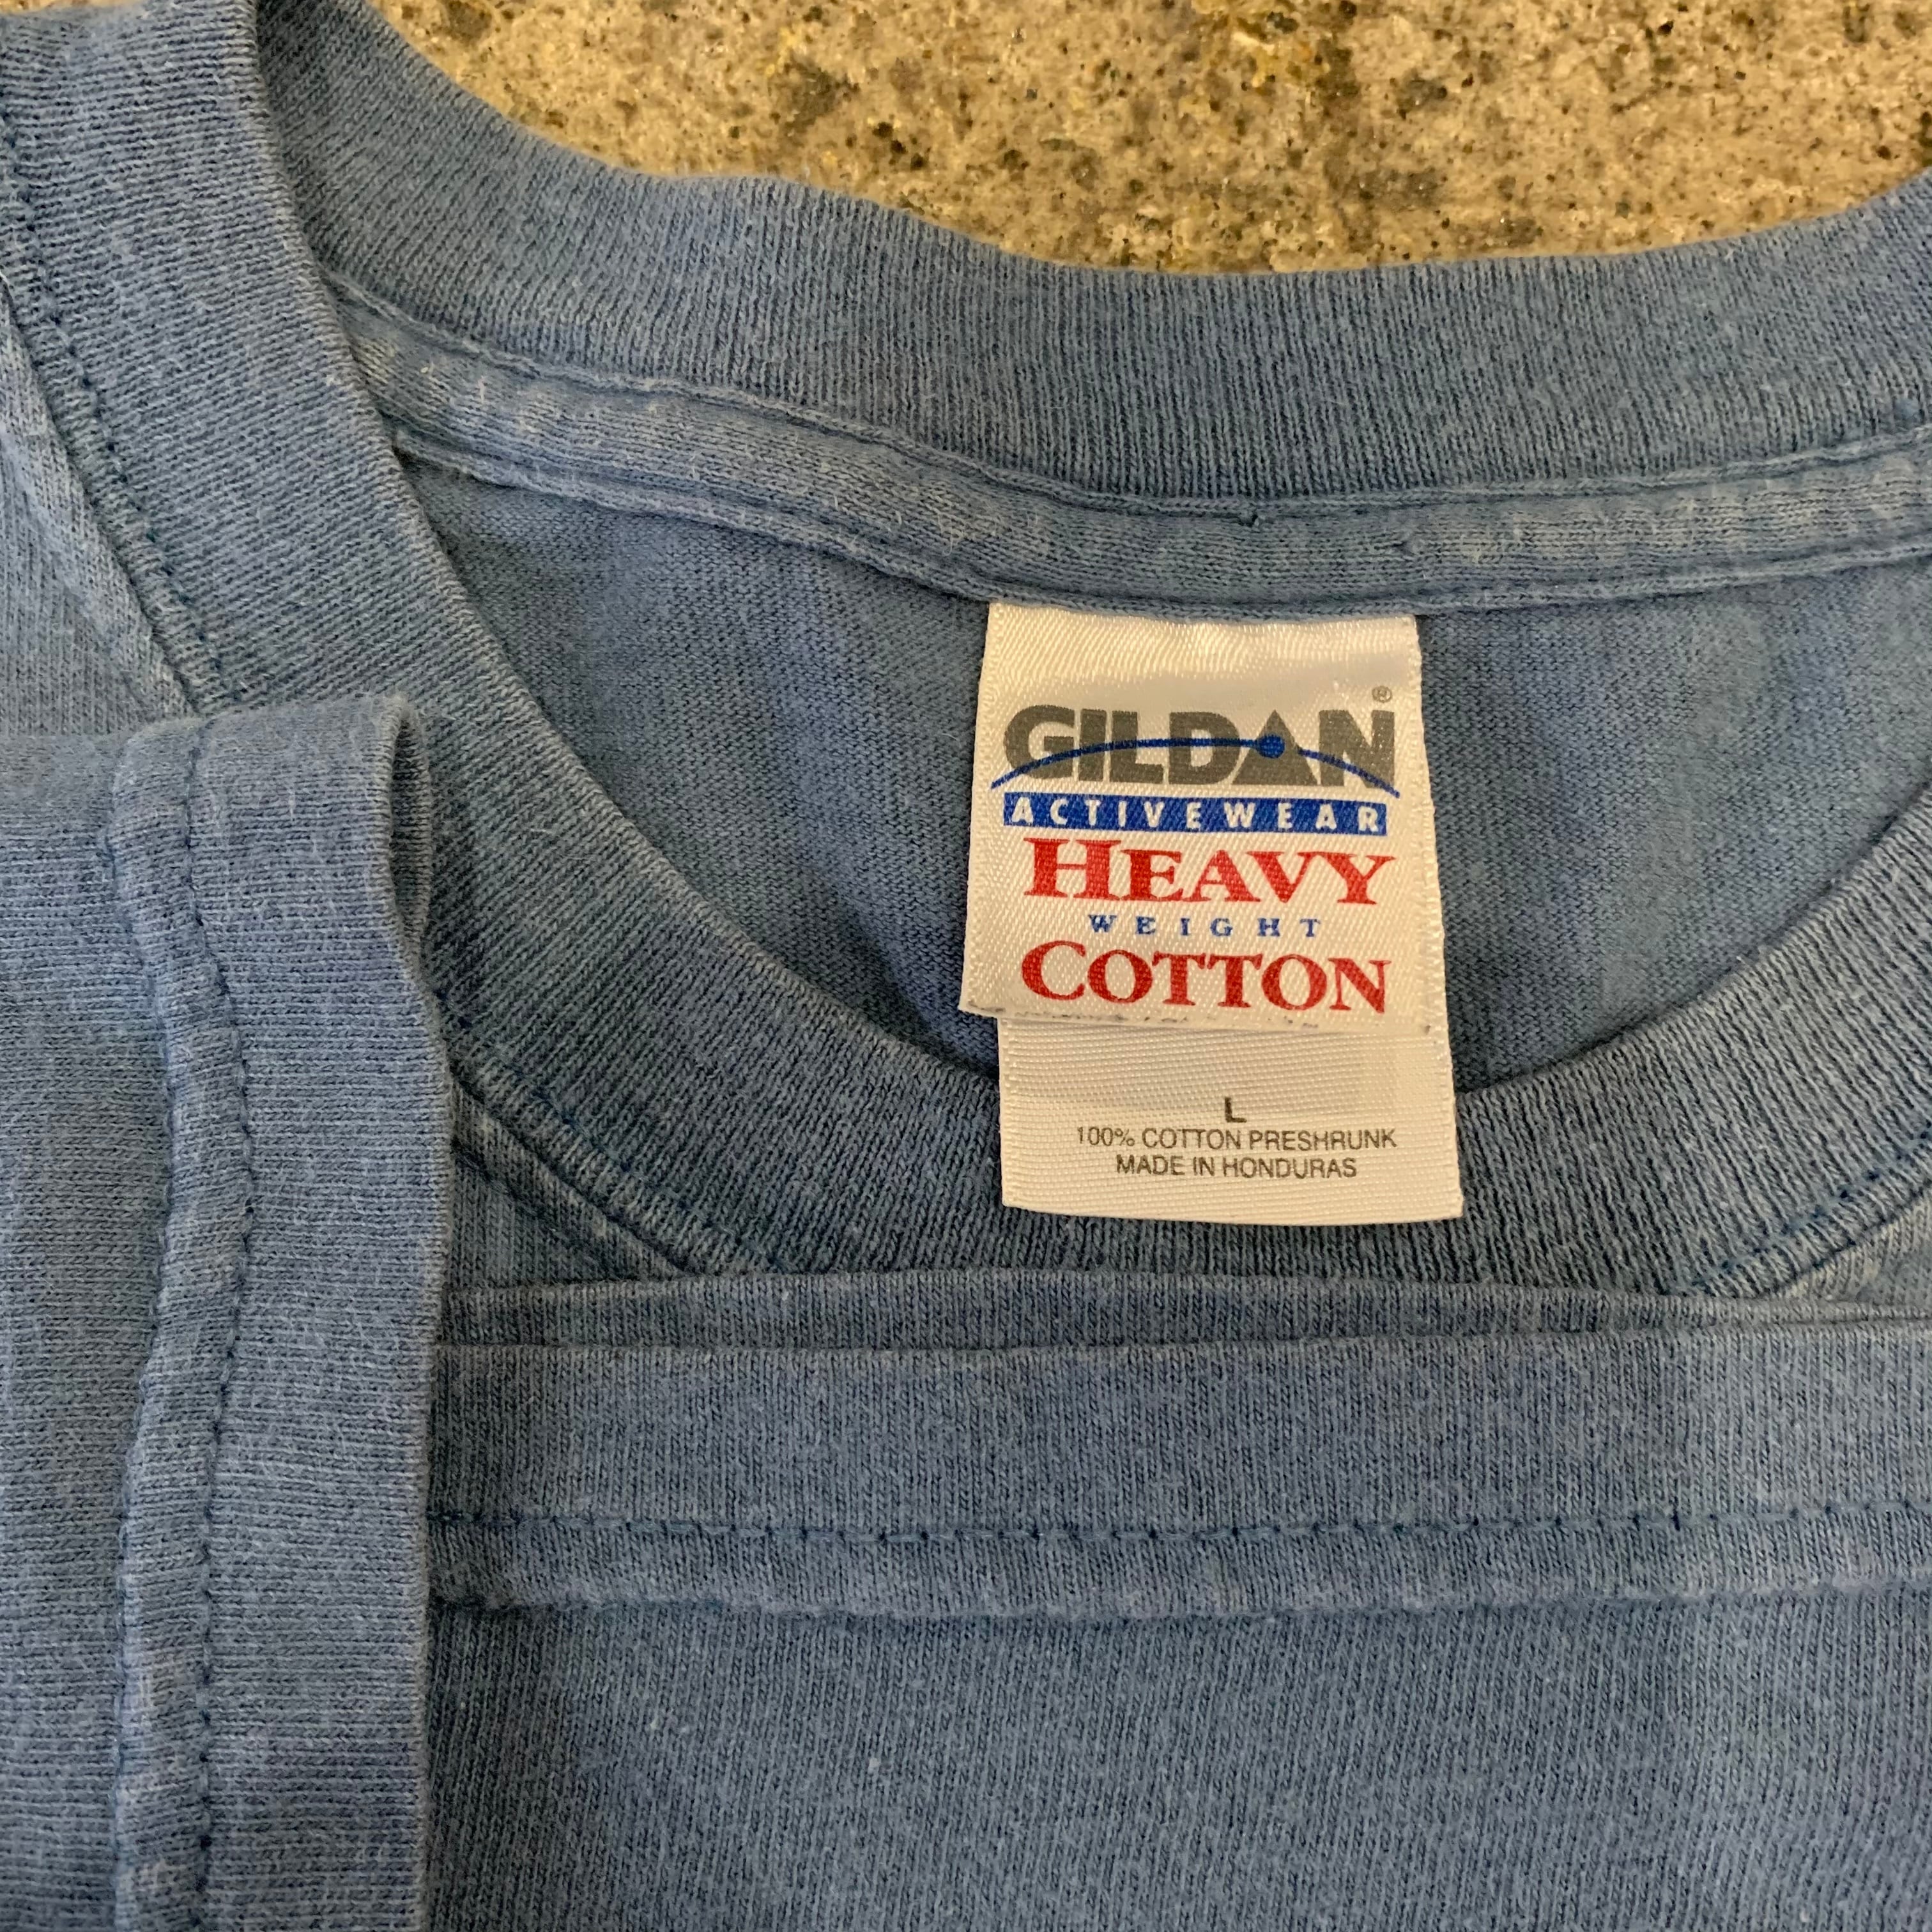 GILDAN®
ACTIVEWEAR
HEAVY
WEIGHT
COTTON
L
100% COTTON PRESHRUNK
MADE IN HONDURAS